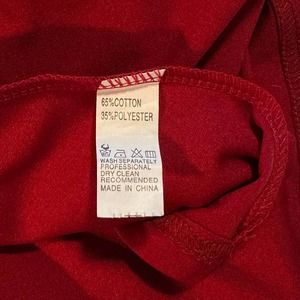 65%COTTON
35%POLYESTER
WASH SEPARATELY
PROFESSIONAL
DRY CLEAN
RECOMMENDED
MADE IN CHINA